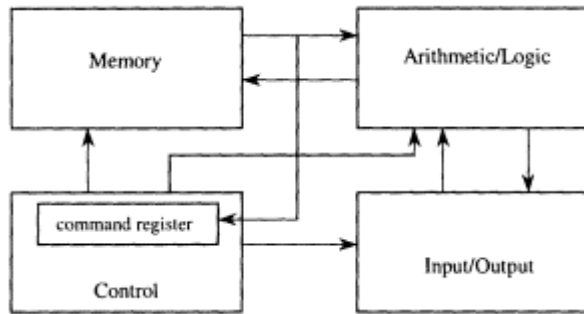 Memory
Arithmetic/Logic
command register
Control
Input/Output